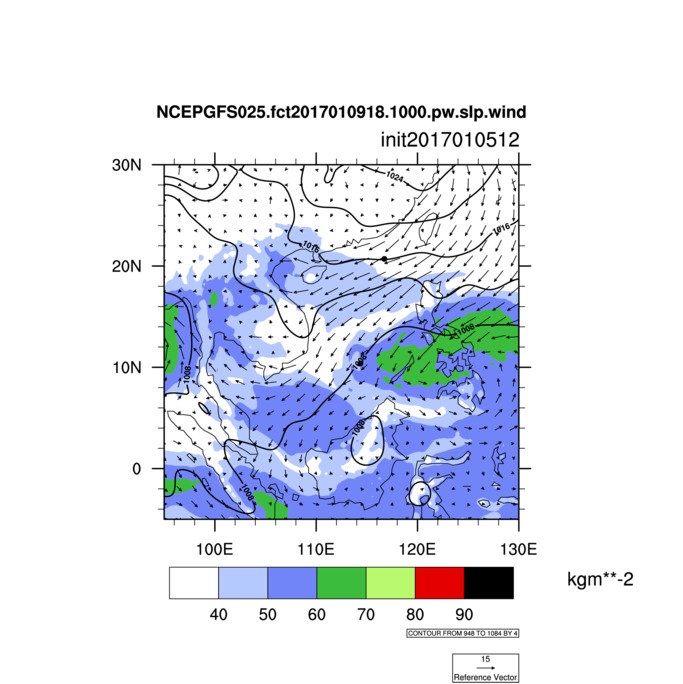 NCEPGFS025.fct2017010918.1000.pw.slp.wind
init2017010512
30N
1024
1016
1016
20N
1008
10N
1008
1008
1008
0
1008
100E 110E 120E 130E
kgm**-2
40 50 60 70 80 90
CONTOUR FROM 948 TO 1084 BY 4
15
Reference Vector